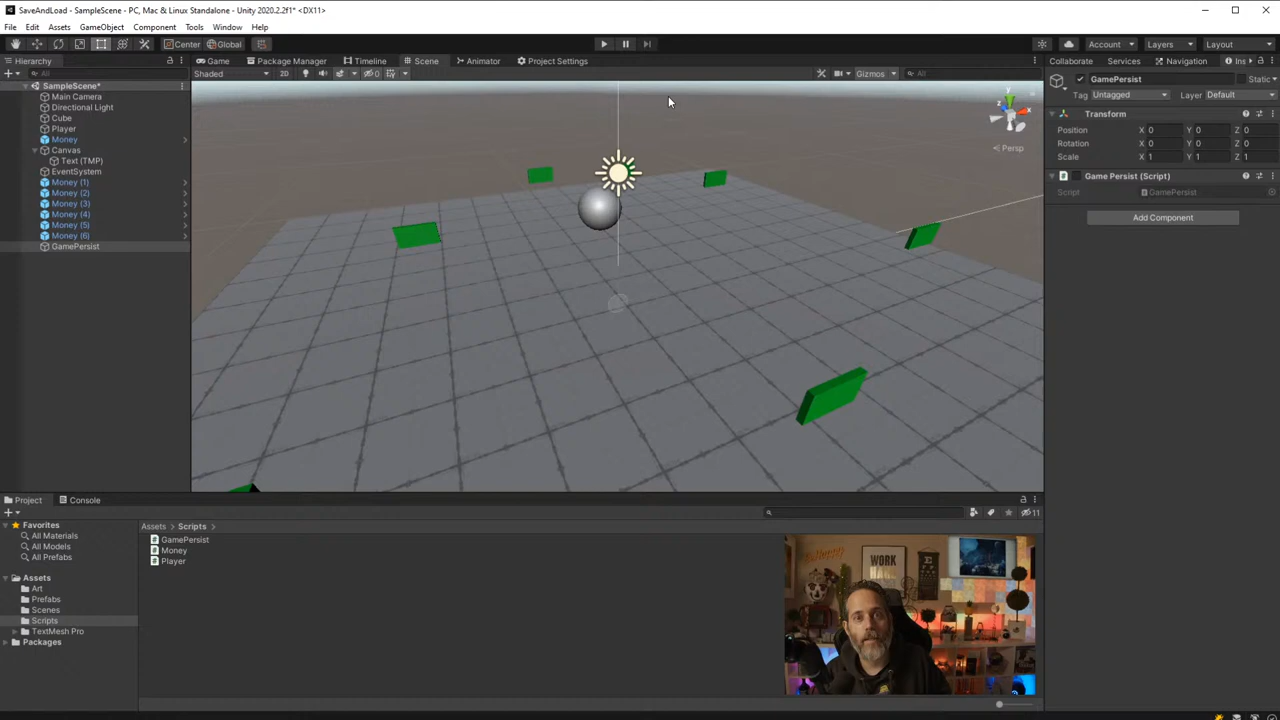 SaveAndLoad - SampleScene - PC, Mac & Linux Standalone - Unity 2020.2.2f1* <DX11>
File Edit Assets GameObject Component Tools Window Help
Center Global Account Layers Layout
Hierarchy Game Package Manager Timeline Scene Animator Project Settings Collaborate Services Navigation Ins
All Shaded 2D 0 Gizmos All GamePersist Static
SampleScene*
Main Camera
Directional Light
Cube
Player
Money
Canvas
Text (TMP)
EventSystem
Money (1)
Money (2)
Money (3)
Money (4)
Money (5)
Money (6)
GamePersist
y
z
x
Persp
Tag Untagged Layer Default
Transform
Position X 0 Y 0 Z 0
Rotation X 0 Y 0 Z 0
Scale X 1 Y 1 Z 1
Game Persist (Script)
Script GamePersist
Add Component
Project Console
11
Favorites
All Materials
All Models
All Prefabs
Assets
Art
Prefabs
Scenes
Scripts
TextMesh Pro
Packages
Assets > Scripts >
GamePersist
Money
Player
WORK